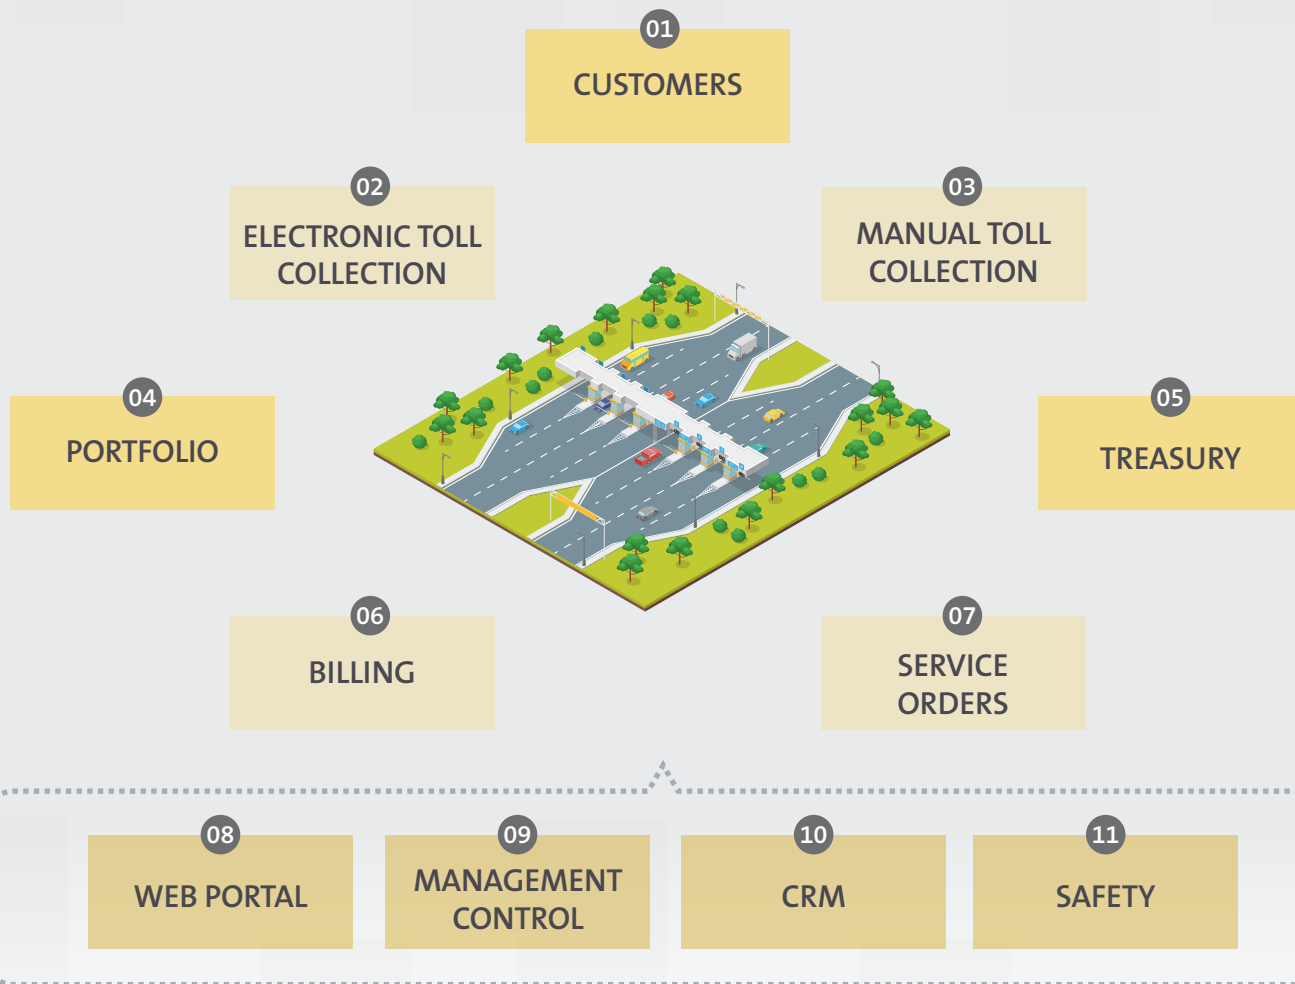 01
CUSTOMERS
02
ELECTRONIC TOLL
COLLECTION
03
MANUAL TOLL
COLLECTION
04
PORTFOLIO
05
TREASURY
06
BILLING
07
SERVICE
ORDERS
08
WEB PORTAL
09
MANAGEMENT
CONTROL
10
CRM
11
SAFETY